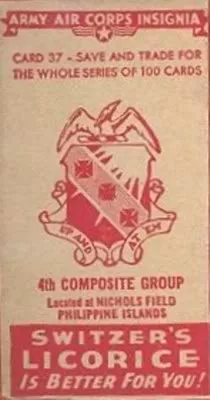 ARMY AIR CORPS INSIGNIA
CARD 37 - SAVE AND TRADE FOR
THE WHOLE SERIES OF 100 CARDS
UP AND AT 'EM
4th COMPOSITE GROUP
Located at NICHOLS FIELD
PHILIPPINE ISLANDS
SWITZER'S
LICORICE
IS BETTER FOR YOU!